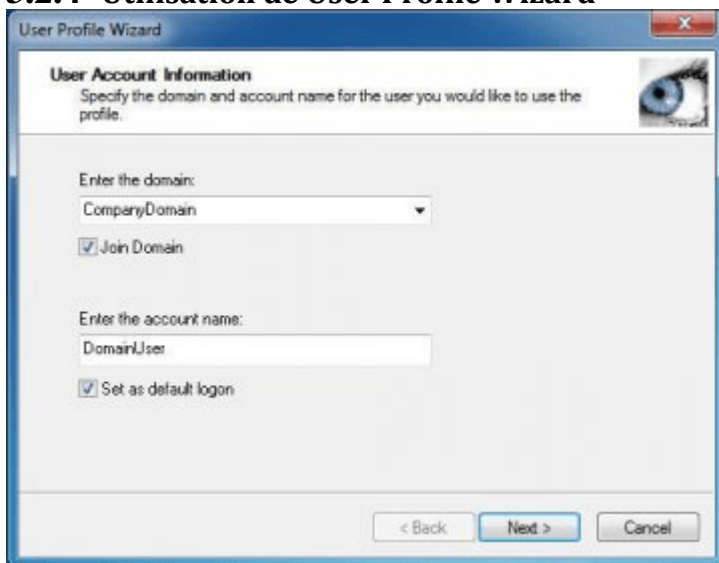 3.2.4 Utilisation de User Profile Wizard
User Profile Wizard
User Account Information
Specify the domain and account name for the user you would like to use the
profile.
Enter the domain:
CompanyDomain
Join Domain
Enter the account name:
DomainUser
Set as default logon
< Back
Next >
Cancel